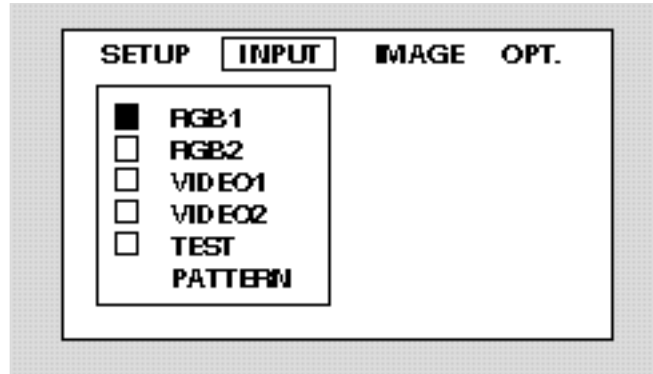 SETUP INPUT IMAGE OPT.
RGB1
RGB2
VIDEO1
VIDEO2
TEST
PATTERN